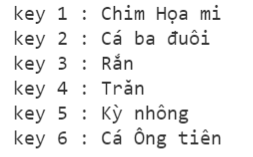 key 1 : Chim Họa mi
key 2 : Cá ba đuôi
key 3 : Rắn
key 4 : Trăn
key 5 : Kỳ nhông
key 6 : Cá Ông tiên